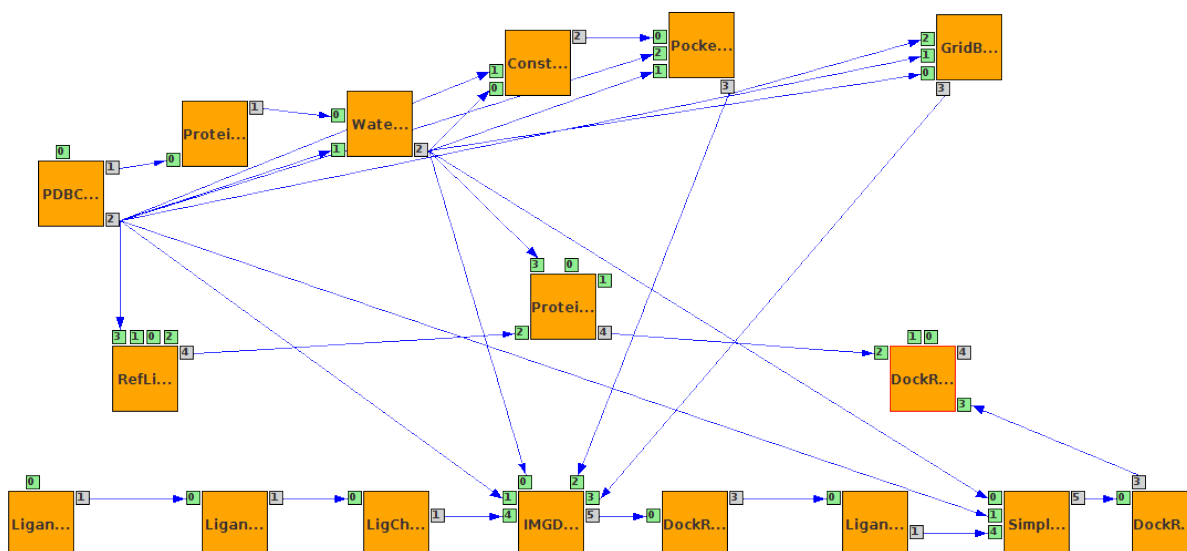 2
1
Const...
0
0
Pocke...
2
1
3
2
1
GridB...
0
3
1
Protei...
0
0
Wate...
1
2
0
1
PDBC...
2
3
0
1
Protei...
2
4
3 1 0 2
4
RefLi...
1 0
2
4
DockR...
3
0
1
Ligan...
0
1
Ligan...
0
LigCh...
1
0
2
1
3
IMGD...
4
5
3
DockR...
0
0
Ligan...
1
0
5
1
Simpl...
4
3
0
DockR.